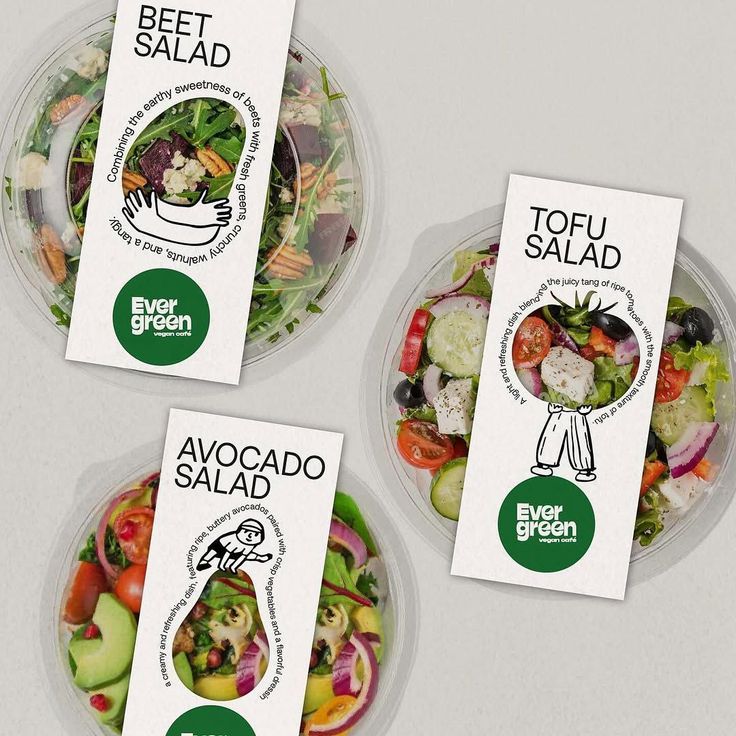 BEET
SALAD
Combining the earthy sweetness of beets with fresh greens, crunchy walnuts, and a tangy.
Ever
green
vegan café
TOFU
SALAD
A light and refreshing dish, blending the juicy tang of ripe tomatoes with the smooth texture of tofu.
Ever
green
vegan café
AVOCADO
SALAD
a creamy and refreshing dish, featuring ripe, buttery avocados paired with crisp vegetables and a flavorful dressin